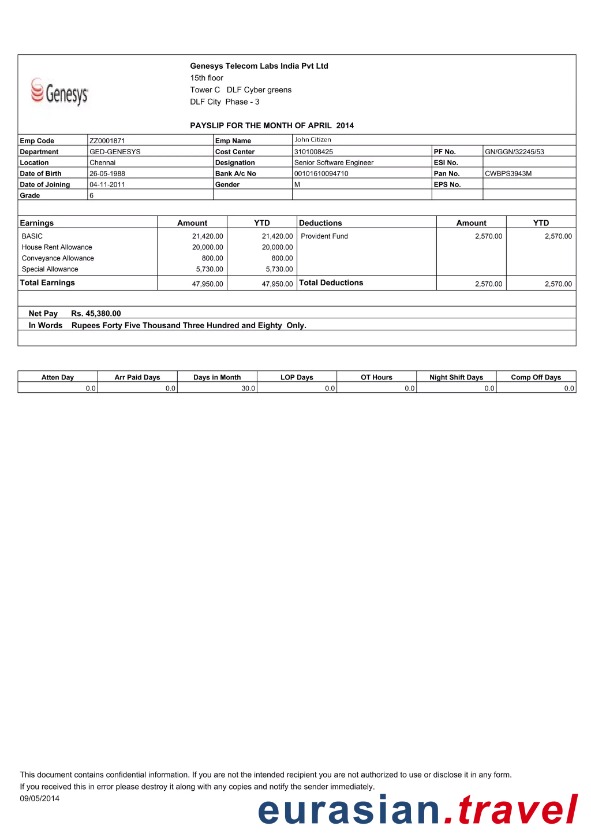 Genesys Telecom Labs India Pvt Ltd
15th floor
Tower C DLF Cyber greens
DLF City Phase - 3
Genesys
PAYSLIP FOR THE MONTH OF APRIL 2014
Emp Code ZZ0001871 Emp Name John Citizen
Department GED-GENESYS Cost Center 3101008425 PF No. GN/GGN/32245/53
Location Chennai Designation Senior Software Engineer ESI No.
Date of Birth 26-05-1988 Bank A/c No 00101610094710 Pan No. CWBPS3943M
Date of Joining 04-11-2011 Gender M EPS No.
Grade 6
Earnings Amount YTD Deductions Amount YTD
BASIC 21,420.00 21,420.00 Provident Fund 2,570.00 2,570.00
House Rent Allowance 20,000.00 20,000.00
Conveyance Allowance 800.00 800.00
Special Allowance 5,730.00 5,730.00
Total Earnings 47,950.00 47,950.00 Total Deductions 2,570.00 2,570.00
Net Pay Rs. 45,380.00
In Words Rupees Forty Five Thousand Three Hundred and Eighty Only.
Atten Day Arr Paid Days Days in Month LOP Days OT Hours Night Shift Days Comp Off Days
0.0 0.0 30.0 0.0 0.0 0.0 0.0
This document contains confidential information. If you are not the intended recipient you are not authorized to use or disclose it in any form.
If you received this in error please destroy it along with any copies and notify the sender immediately.
09/05/2014
eurasian.travel